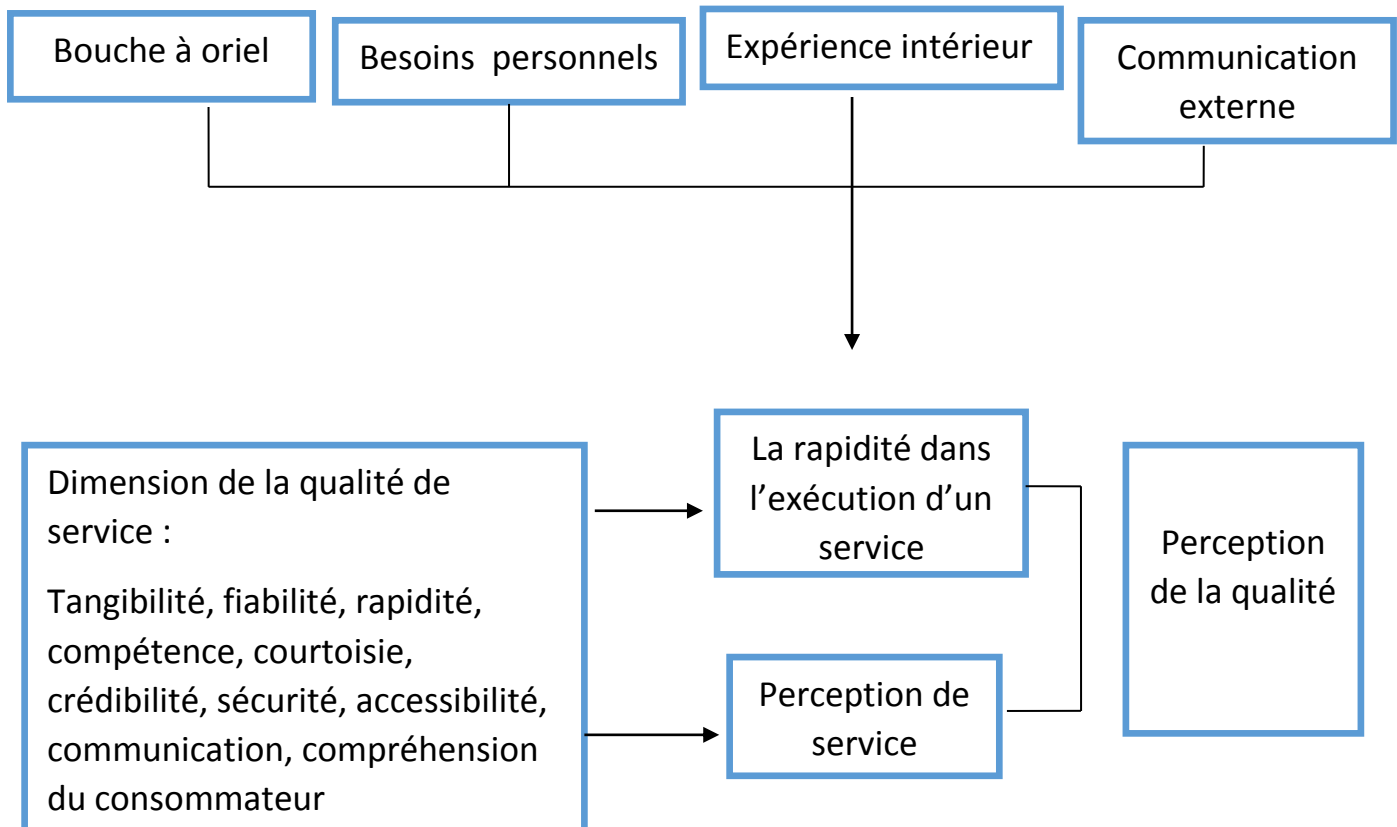 Bouche à oriel
Besoins personnels
Expérience intérieur
Communication
externe
Dimension de la qualité de
service :
Tangibilité, fiabilité, rapidité,
compétence, courtoisie,
crédibilité, sécurité, accessibilité,
communication, compréhension
du consommateur
La rapidité dans
l’exécution d’un
service
Perception de
service
Perception
de la qualité